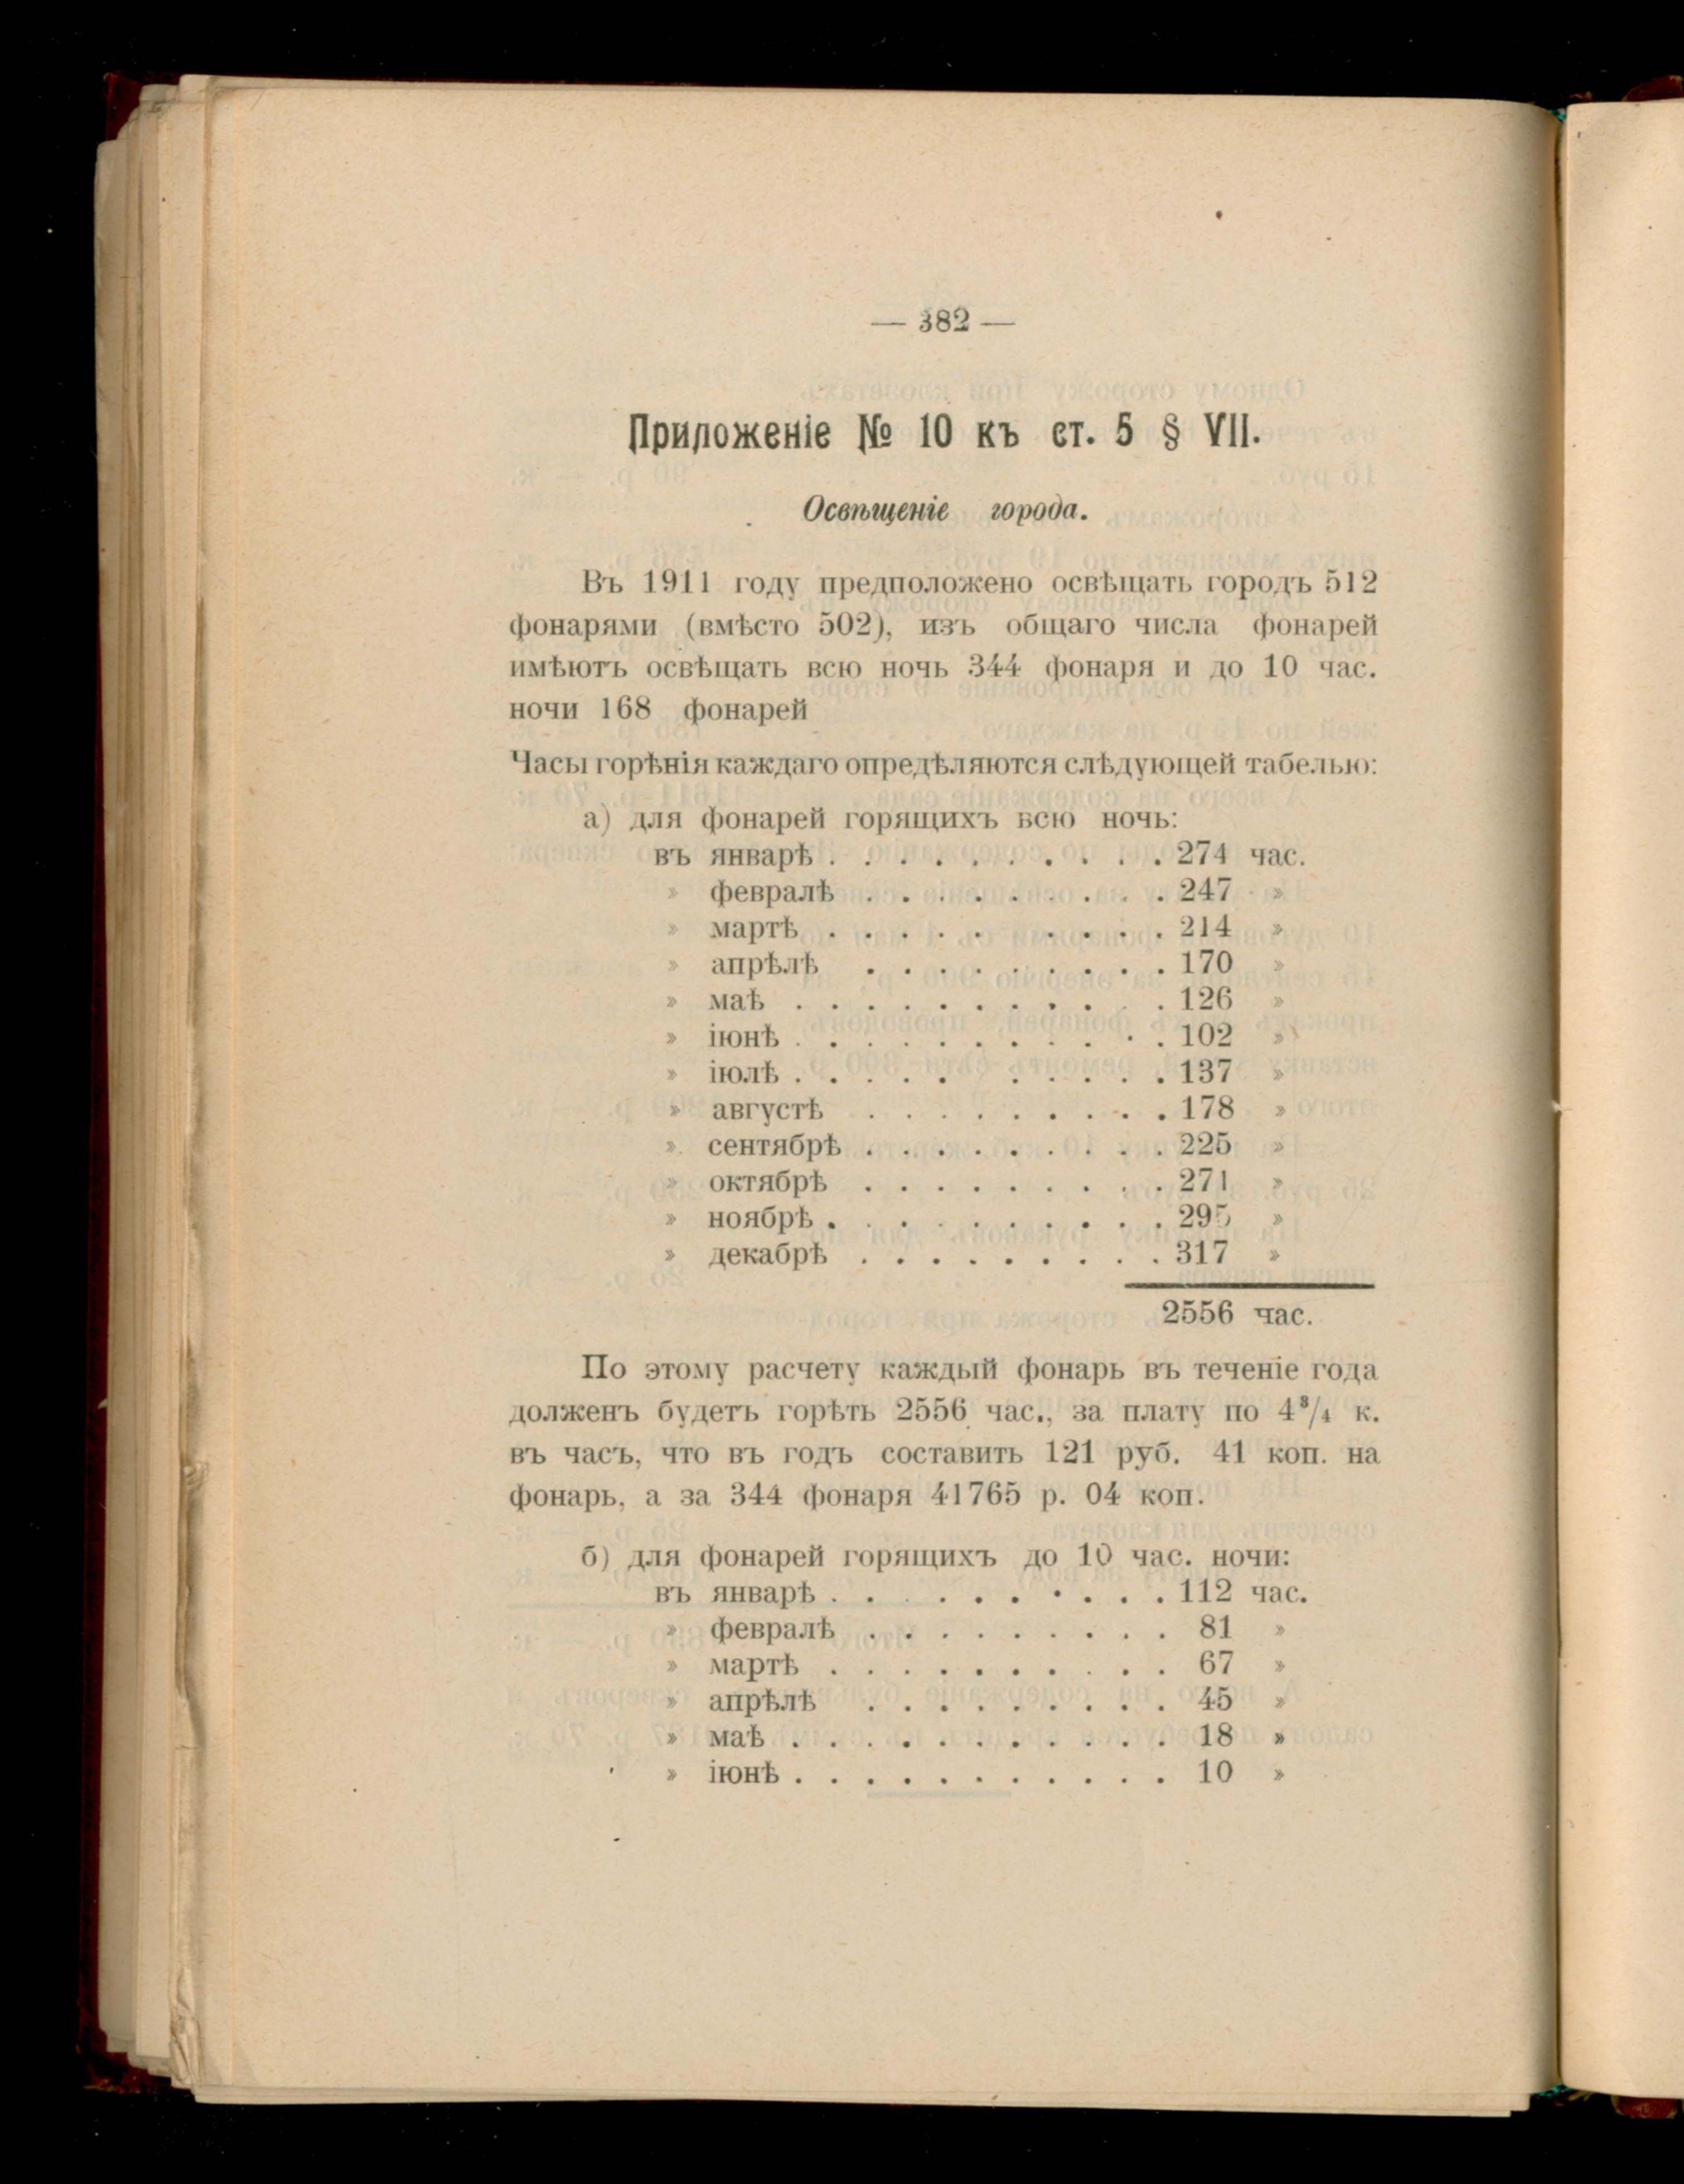 — 382 —
Приложеніе № 10 къ ст. 5 § VII.
Освѣщеніе города.
Въ 1911 году предположено освѣщать городъ 512
фонарями (вмѣсто 502), изъ общаго числа фонарей
имѣютъ освѣщать всю ночь 344 фонаря и до 10 час.
ночи 168 фонарей
Часы горѣнія каждаго опредѣляются слѣдующей табелью:
а) для фонарей горящихъ всю ночь:
въ январѣ . . . . . . . . . . 274 час.
» февралѣ . . . . . . . . . 247 »
» мартѣ . . . . . . . . . . 214 »
» апрѣлѣ . . . . . . . . . 170 »
» маѣ . . . . . . . . . . . 126 »
» іюнѣ . . . . . . . . . . . 102 »
» іюлѣ . . . . . . . . . . 137 »
» августѣ . . . . . . . . . 178 »
» сентябрѣ . . . . . . . . . 225 »
» октябрѣ . . . . . . . . . 271 »
» ноябрѣ . . . . . . . . . . 295 »
» декабрѣ . . . . . . . . . 317 »
2556 час.
По этому расчету каждый фонарь въ теченіе года
долженъ будетъ горѣть 2556 час., за плату по 4³/₄ к.
въ часъ, что въ годъ составить 121 руб. 41 коп. на
фонарь, а за 344 фонаря 41765 р. 04 коп.
б) для фонарей горящихъ до 10 час. ночи:
въ январѣ . . . . . . . . . 112 час.
» февралѣ . . . . . . . . . 81 »
» мартѣ . . . . . . . . . . 67 »
» апрѣлѣ . . . . . . . . . 45 »
» маѣ . . . . . . . . . . . 18 »
» іюнѣ . . . . . . . . . . . 10 »